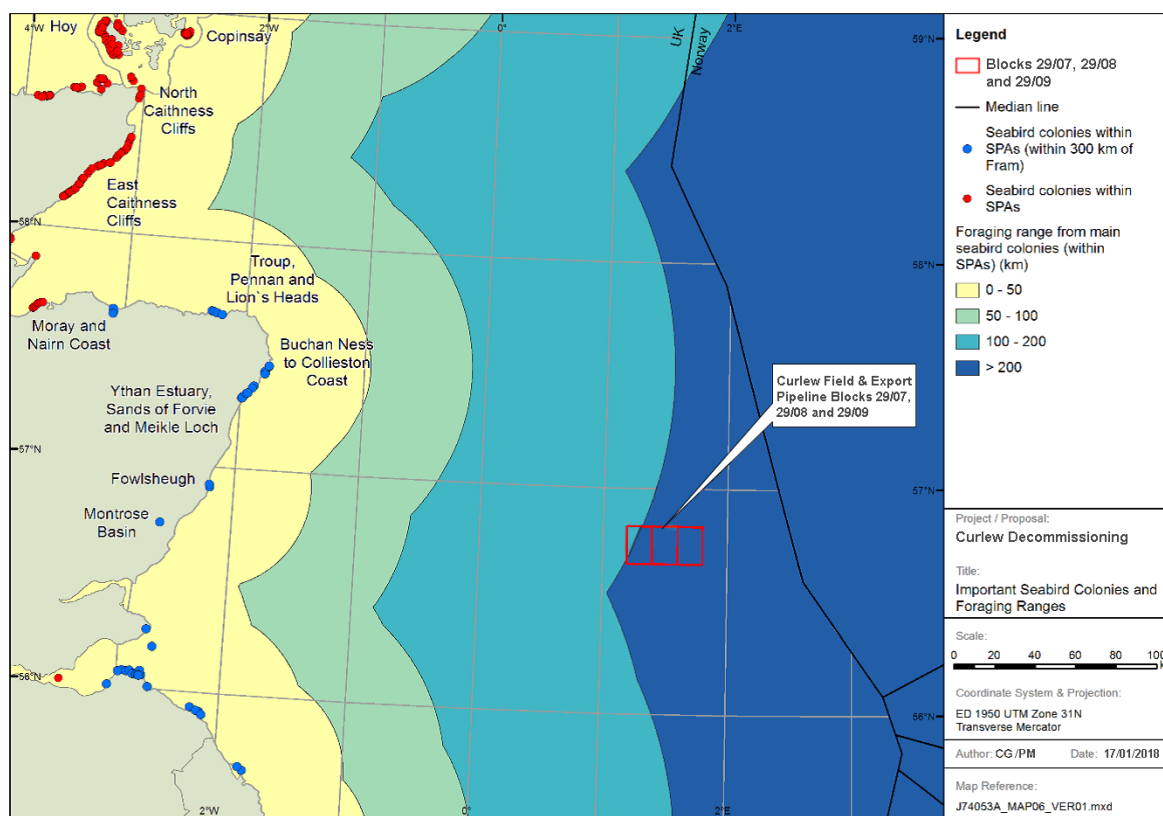 4°W
2°W
0°
2°E
Hoy
Copinsay
UK
Norway
59°N
North
Caithness
Cliffs
East
Caithness
Cliffs
58°N
58°N
Troup,
Pennan and
Lion`s Heads
Moray and
Nairn Coast
Buchan Ness
to Collieston
Coast
Ythan Estuary,
Sands of Forvie
and Meikle Loch
Curlew Field & Export
Pipeline Blocks 29/07,
29/08 and 29/09
57°N
57°N
Fowlsheugh
Montrose
Basin
56°N
56°N
2°W
0°
2°E
Legend
Blocks 29/07, 29/08
and 29/09
Median line
Seabird colonies within
SPAs (within 300 km of
Fram)
Seabird colonies within
SPAs
Foraging range from main
seabird colonies (within
SPAs) (km)
0 - 50
50 - 100
100 - 200
> 200
Project / Proposal:
Curlew Decommissioning
Title:
Important Seabird Colonies and
Foraging Ranges
Scale:
0 20 40 60 80 100
Coordinate System & Projection:
ED 1950 UTM Zone 31N
Transverse Mercator
Author: CG/PM Date: 17/01/2018
Map Reference:
J74053A_MAP06_VER01.mxd